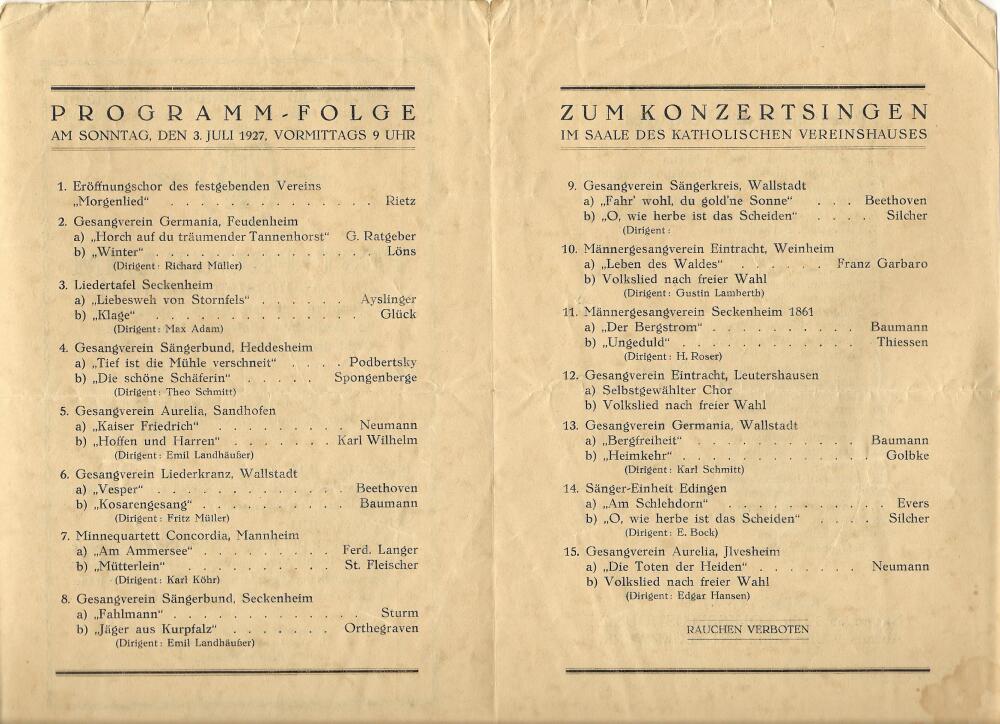 PROGRAMM-FOLGE
AM SONNTAG, DEN 3. JULI 1927, VORMITTAGS 9 UHR
1. Eröffnungschor des festgebenden Vereins
„Morgenlied“ . . . . . . . . . . . . . . Rietz
2. Gesangverein Germania, Feudenheim
a) „Horch auf du träumender Tannenhorst“ G. Ratgeber
b) „Winter“ . . . . . . . . . . . . . . . Löns
(Dirigent: Richard Müller)
3. Liedertafel Seckenheim
a) „Liebesweh von Stornfels“ . . . . . . Ayslinger
b) „Klage“ . . . . . . . . . . . . . . Glück
(Dirigent: Max Adam)
4. Gesangverein Sängerbund, Heddesheim
a) „Tief ist die Mühle verschneit“ . . . . Podbertsky
b) „Die schöne Schäferin“ . . . . . Spongenberge
(Dirigent: Theo Schmitt)
5. Gesangverein Aurelia, Sandhofen
a) „Kaiser Friedrich“ . . . . . . . . . Neumann
b) „Hoffen und Harren“ . . . . . . . Karl Wilhelm
(Dirigent: Emil Landhäußer)
6. Gesangverein Liederkranz, Wallstadt
a) „Vesper“ . . . . . . . . . . . . . Beethoven
b) „Kosarengesang“ . . . . . . . . . . Baumann
(Dirigent: Fritz Müller)
7. Minnequartett Concordia, Mannheim
a) „Am Ammersee“ . . . . . . . . . Ferd. Langer
b) „Mütterlein“ . . . . . . . . . . St. Fleischer
(Dirigent: Karl Köhr)
8. Gesangverein Sängerbund, Seckenheim
a) „Fahlmann“ . . . . . . . . . . . . . Sturm
b) „Jäger aus Kurpfalz“ . . . . . . . Orthegraven
(Dirigent: Emil Landhäußer)
ZUM KONZERTSINGEN
IM SAALE DES KATHOLISCHEN VEREINSHAUSES
9. Gesangverein Sängerkreis, Wallstadt
a) „Fahr' wohl, du gold'ne Sonne“ . . . Beethoven
b) „O, wie herbe ist das Scheiden“ . . . . Silcher
(Dirigent:
10. Männergesangverein Eintracht, Weinheim
a) „Leben des Waldes“ . . . . . . Franz Garbaro
b) Volkslied nach freier Wahl
(Dirigent: Gustin Lamberth)
11. Männergesangverein Seckenheim 1861
a) „Der Bergstrom“ . . . . . . . . . . Baumann
b) „Ungeduld“ . . . . . . . . . . . . Thiessen
(Dirigent: H. Roser)
12. Gesangverein Eintracht, Leutershausen
a) Selbstgewählter Chor
b) Volkslied nach freier Wahl
13. Gesangverein Germania, Wallstadt
a) „Bergfreiheit“ . . . . . . . . . . . Baumann
b) „Heimkehr“ . . . . . . . . . . . . Golbke
(Dirigent: Karl Schmitt)
14. Sänger-Einheit Edingen
a) „Am Schlehdorn“ . . . . . . . . . . . Evers
b) „O, wie herbe ist das Scheiden“ . . . . Silcher
(Dirigent: E. Bock)
15. Gesangverein Aurelia, Jlvesheim
a) „Die Toten der Heiden“ . . . . . . . Neumann
b) Volkslied nach freier Wahl
(Dirigent: Edgar Hansen)
RAUCHEN VERBOTEN